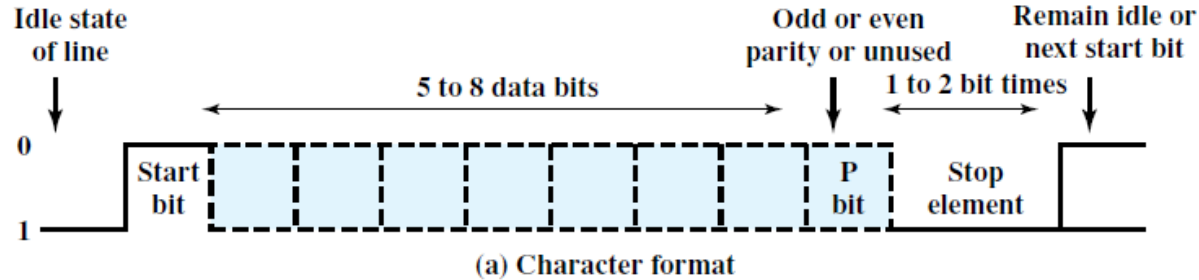 Idle state
of line
Odd or even
parity or unused
Remain idle or
next start bit
5 to 8 data bits
1 to 2 bit times
0
Start
bit
P
bit
Stop
element
1
(a) Character format